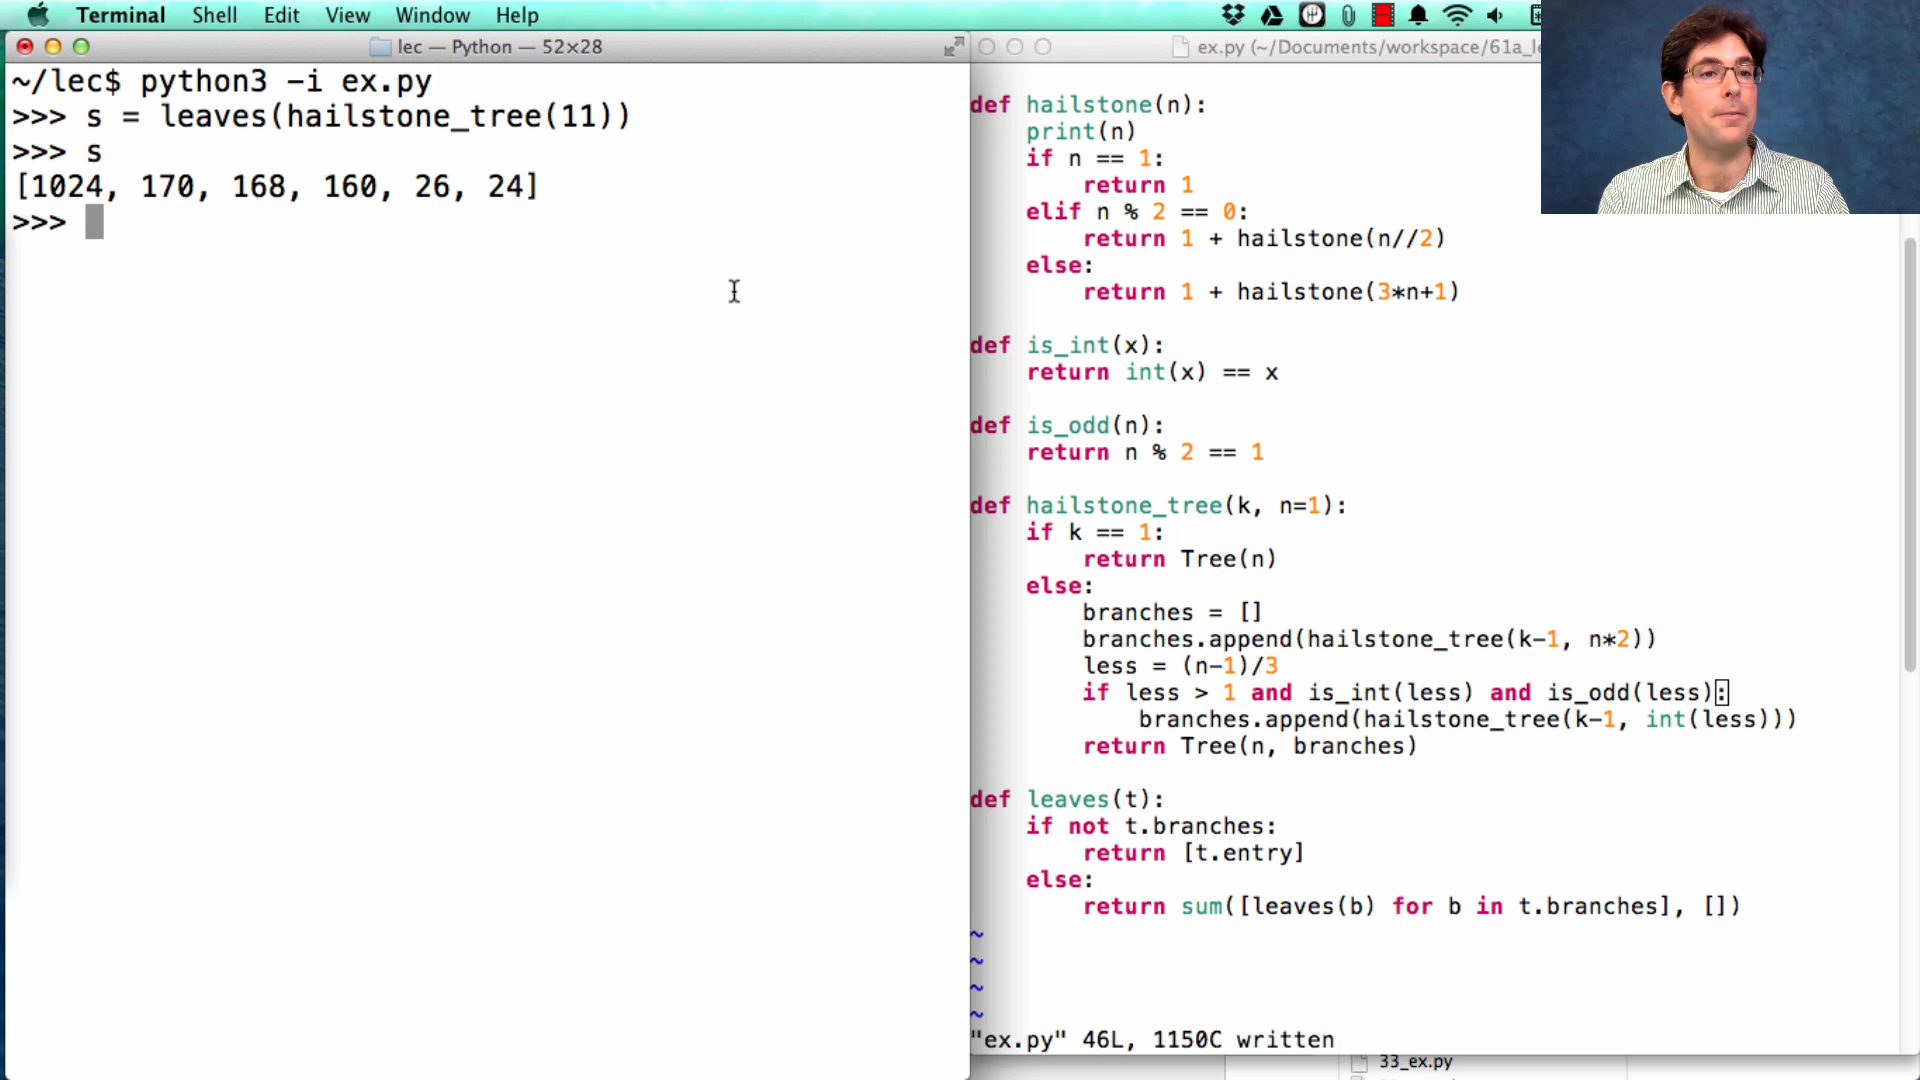 Terminal Shell Edit View Window Help
lec — Python — 52×28
~/lec$ python3 -i ex.py
>>> s = leaves(hailstone_tree(11))
>>> s
[1024, 170, 168, 160, 26, 24]
>>>
ex.py (~/Documents/workspace/61a_le
def hailstone(n):
    print(n)
    if n == 1:
        return 1
    elif n % 2 == 0:
        return 1 + hailstone(n//2)
    else:
        return 1 + hailstone(3*n+1)
def is_int(x):
    return int(x) == x
def is_odd(n):
    return n % 2 == 1
def hailstone_tree(k, n=1):
    if k == 1:
        return Tree(n)
    else:
        branches = []
        branches.append(hailstone_tree(k-1, n*2))
        less = (n-1)/3
        if less > 1 and is_int(less) and is_odd(less):
            branches.append(hailstone_tree(k-1, int(less)))
        return Tree(n, branches)
def leaves(t):
    if not t.branches:
        return [t.entry]
    else:
        return sum([leaves(b) for b in t.branches], [])
~
~
~
~
"ex.py" 46L, 1150C written
33_ex.py